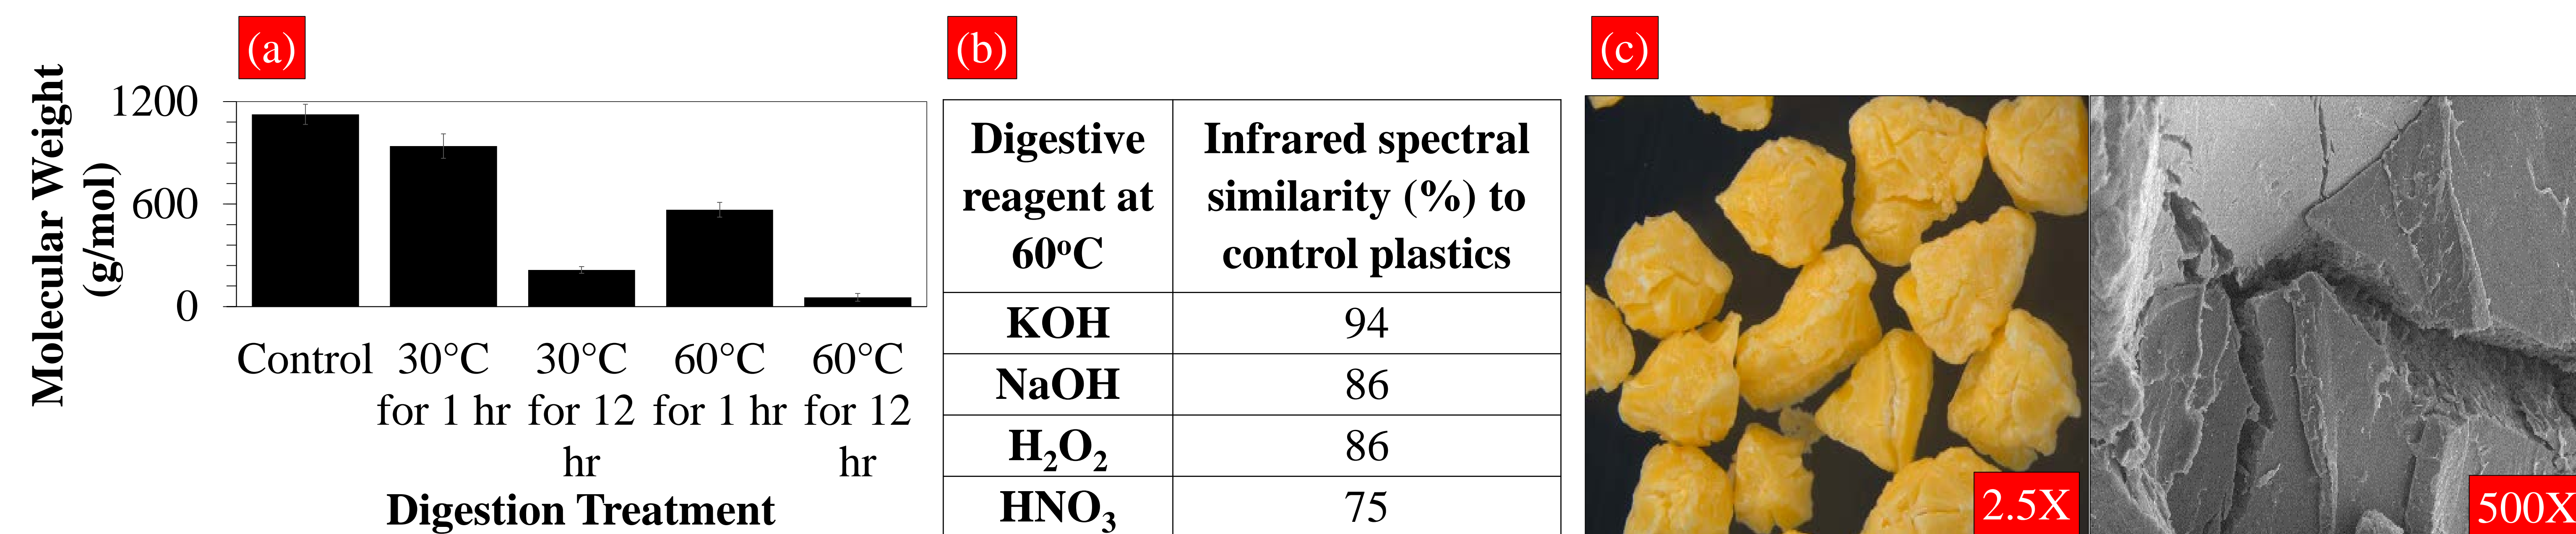 (a)
Molecular Weight
(g/mol)
1200
600
0
Control
30°C
for 1 hr
30°C
for 12
hr
60°C
for 1 hr
60°C
for 12
hr
Digestion Treatment
(b)
Digestive
reagent at
60ºC
Infrared spectral
similarity (%) to
control plastics
KOH 94
NaOH 86
H₂O₂ 86
HNO₃ 75
(c)
2.5X
500X